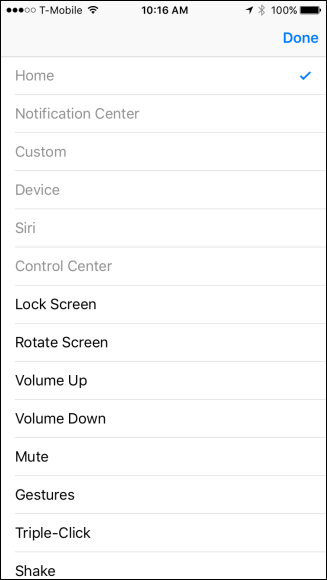 T-Mobile 10:16 AM 100%
Done
Home
Notification Center
Custom
Device
Siri
Control Center
Lock Screen
Rotate Screen
Volume Up
Volume Down
Mute
Gestures
Triple-Click
Shake